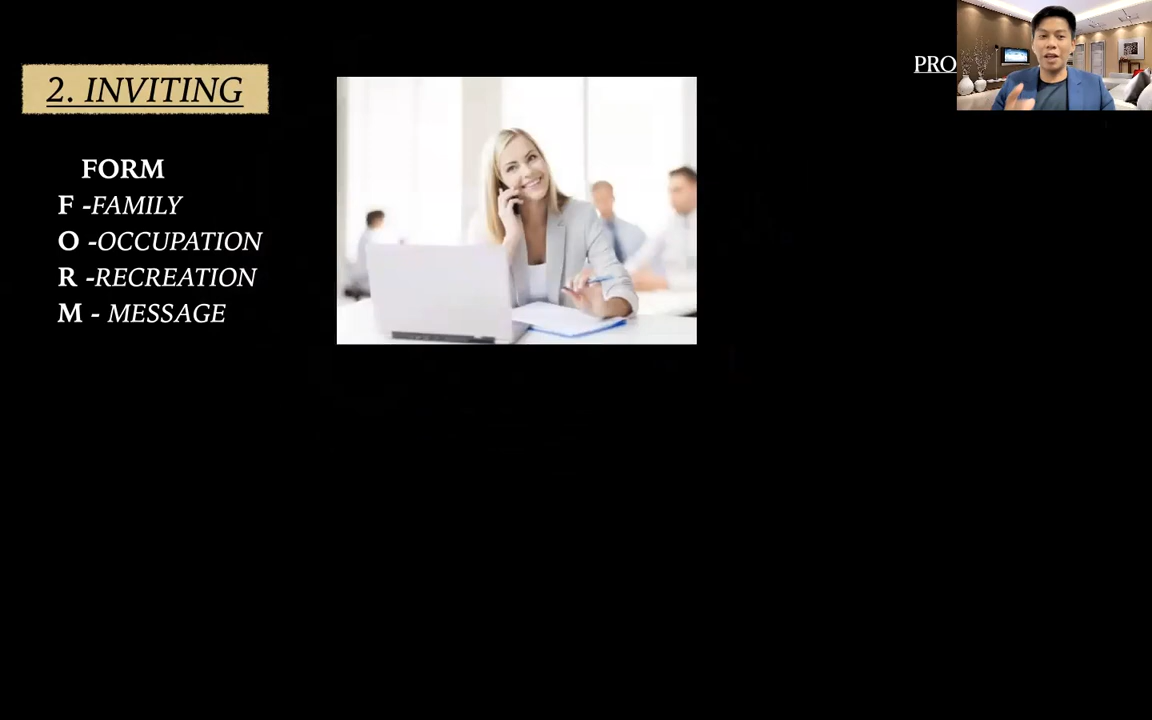 2. INVITING
PRO
FORM
F -FAMILY
O -OCCUPATION
R -RECREATION
M - MESSAGE